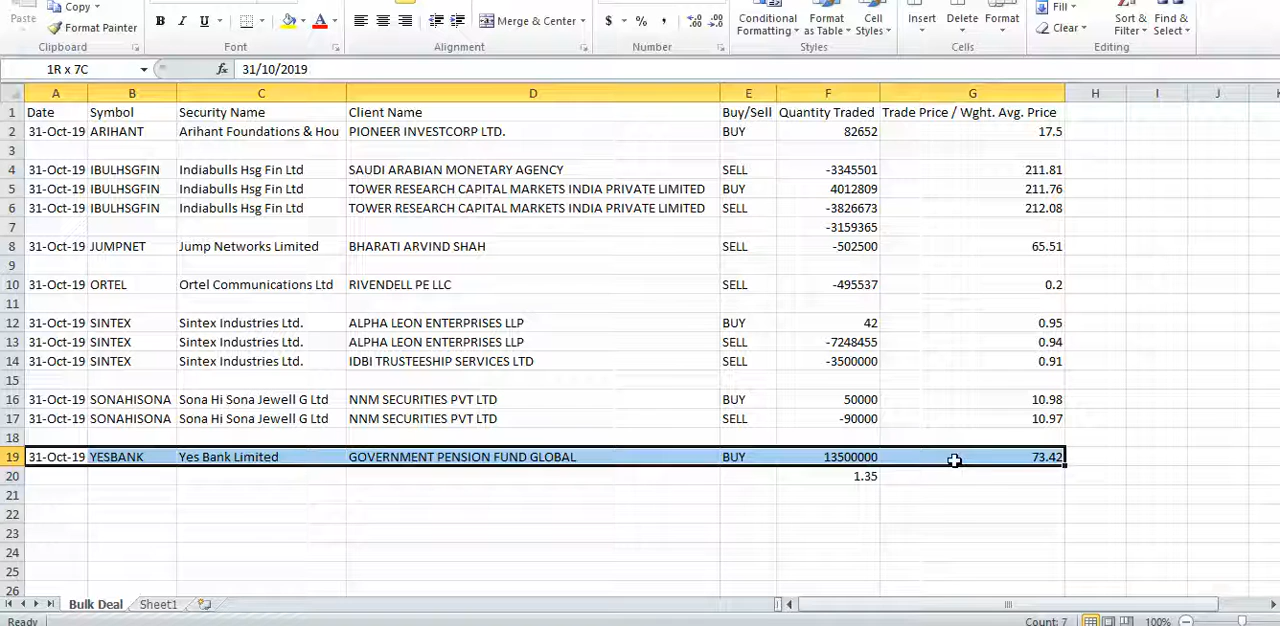 Paste Copy Format Painter
B I U A Merge & Center $ % , .00 .0 Conditional Formatting Format as Table Cell Styles Insert Delete Format Fill Clear Sort & Filter Find & Select
Clipboard Font Alignment Number Styles Cells Editing
1R x 7C fx 31/10/2019
A B C D E F G H I J K
1 Date Symbol Security Name Client Name Buy/Sell Quantity Traded Trade Price / Wght. Avg. Price
2 31-Oct-19 ARIHANT Arihant Foundations & Hou PIONEER INVESTCORP LTD. BUY 82652 17.5
3
4 31-Oct-19 IBULHSGFIN Indiabulls Hsg Fin Ltd SAUDI ARABIAN MONETARY AGENCY SELL -3345501 211.81
5 31-Oct-19 IBULHSGFIN Indiabulls Hsg Fin Ltd TOWER RESEARCH CAPITAL MARKETS INDIA PRIVATE LIMITED BUY 4012809 211.76
6 31-Oct-19 IBULHSGFIN Indiabulls Hsg Fin Ltd TOWER RESEARCH CAPITAL MARKETS INDIA PRIVATE LIMITED SELL -3826673 212.08
7 -3159365
8 31-Oct-19 JUMPNET Jump Networks Limited BHARATI ARVIND SHAH SELL -502500 65.51
9
10 31-Oct-19 ORTEL Ortel Communications Ltd RIVENDELL PE LLC SELL -495537 0.2
11
12 31-Oct-19 SINTEX Sintex Industries Ltd. ALPHA LEON ENTERPRISES LLP BUY 42 0.95
13 31-Oct-19 SINTEX Sintex Industries Ltd. ALPHA LEON ENTERPRISES LLP SELL -7248455 0.94
14 31-Oct-19 SINTEX Sintex Industries Ltd. IDBI TRUSTEESHIP SERVICES LTD SELL -3500000 0.91
15
16 31-Oct-19 SONAHISONA Sona Hi Sona Jewell G Ltd NNM SECURITIES PVT LTD BUY 50000 10.98
17 31-Oct-19 SONAHISONA Sona Hi Sona Jewell G Ltd NNM SECURITIES PVT LTD SELL -90000 10.97
18
19 31-Oct-19 YESBANK Yes Bank Limited GOVERNMENT PENSION FUND GLOBAL BUY 13500000 73.42
20 1.35
21
22
23
24
25
26
Bulk Deal Security1
Ready Count: 7 100%